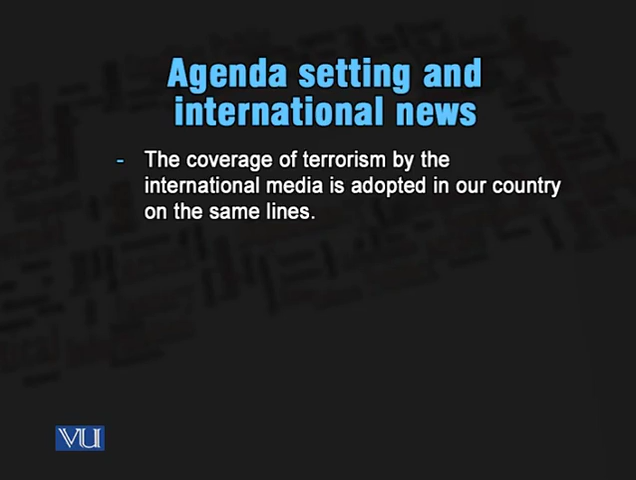 Agenda setting and
international news
- The coverage of terrorism by the
international media is adopted in our country
on the same lines.
VU